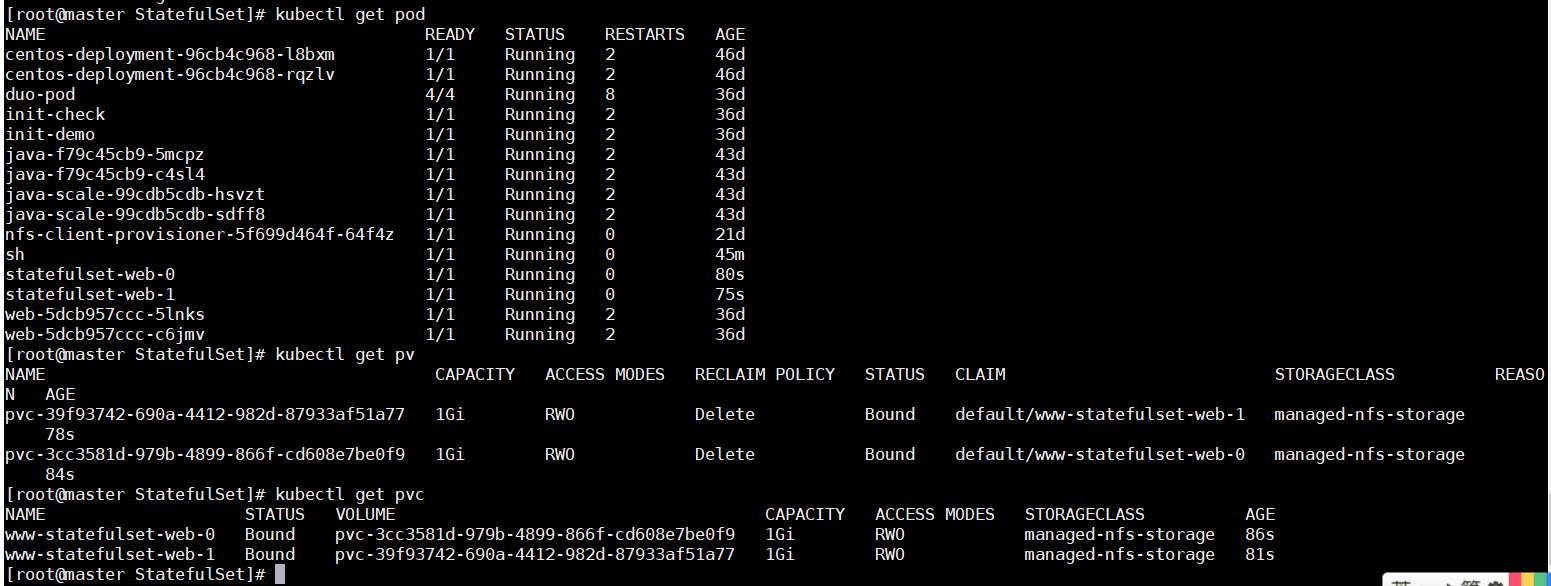 [root@master StatefulSet]# kubectl get pod
NAME READY STATUS RESTARTS AGE
centos-deployment-96cb4c968-l8bxm 1/1 Running 2 46d
centos-deployment-96cb4c968-rqzlv 1/1 Running 2 46d
duo-pod 4/4 Running 8 36d
init-check 1/1 Running 2 36d
init-demo 1/1 Running 2 36d
java-f79c45cb9-5mcpz 1/1 Running 2 43d
java-f79c45cb9-c4sl4 1/1 Running 2 43d
java-scale-99cdb5cdb-hsvzt 1/1 Running 2 43d
java-scale-99cdb5cdb-sdff8 1/1 Running 2 43d
nfs-client-provisioner-5f699d464f-64f4z 1/1 Running 0 21d
sh 1/1 Running 0 45m
statefulset-web-0 1/1 Running 0 80s
statefulset-web-1 1/1 Running 0 75s
web-5dcb957ccc-5lnks 1/1 Running 2 36d
web-5dcb957ccc-c6jmv 1/1 Running 2 36d
[root@master StatefulSet]# kubectl get pv
NAME CAPACITY ACCESS MODES RECLAIM POLICY STATUS CLAIM STORAGECLASS REASO
N AGE
pvc-39f93742-690a-4412-982d-87933af51a77 1Gi RWO Delete Bound default/www-statefulset-web-1 managed-nfs-storage
78s
pvc-3cc3581d-979b-4899-866f-cd608e7be0f9 1Gi RWO Delete Bound default/www-statefulset-web-0 managed-nfs-storage
84s
[root@master StatefulSet]# kubectl get pvc
NAME STATUS VOLUME CAPACITY ACCESS MODES STORAGECLASS AGE
www-statefulset-web-0 Bound pvc-3cc3581d-979b-4899-866f-cd608e7be0f9 1Gi RWO managed-nfs-storage 86s
www-statefulset-web-1 Bound pvc-39f93742-690a-4412-982d-87933af51a77 1Gi RWO managed-nfs-storage 81s
[root@master StatefulSet]#